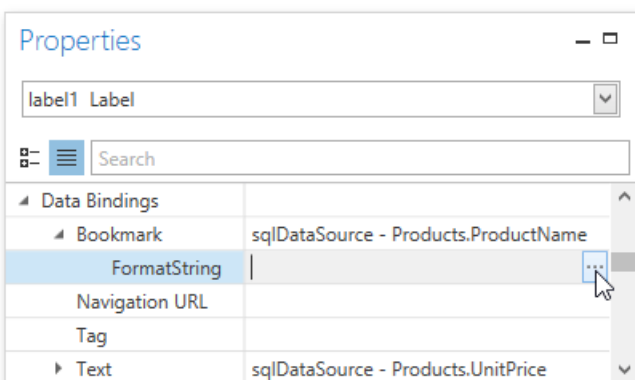 Properties
label1 Label
Search
Data Bindings
Bookmark sqlDataSource - Products.ProductName
FormatString
...
Navigation URL
Tag
Text sqlDataSource - Products.UnitPrice